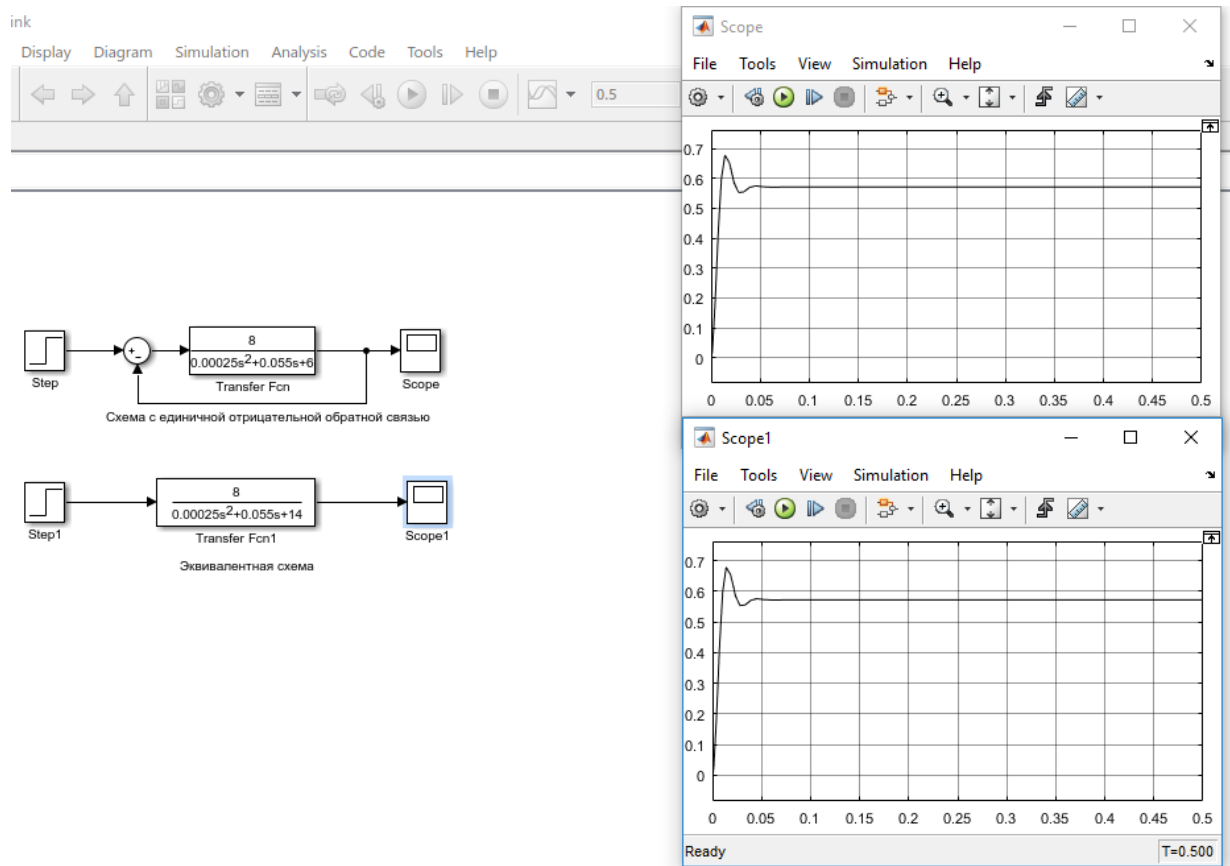 ink
Display Diagram Simulation Analysis Code Tools Help
0.5
8
0.00025s²+0.055s+6
Step
Transfer Fcn
Scope
Схема с единичной отрицательной обратной связью
8
0.00025s²+0.055s+14
Step1
Transfer Fcn1
Scope1
Эквивалентная схема
Scope
File Tools View Simulation Help
0.7
0.6
0.5
0.4
0.3
0.2
0.1
0
0 0.05 0.1 0.15 0.2 0.25 0.3 0.35 0.4 0.45 0.5
Scope1
File Tools View Simulation Help
0.7
0.6
0.5
0.4
0.3
0.2
0.1
0
0 0.05 0.1 0.15 0.2 0.25 0.3 0.35 0.4 0.45 0.5
Ready T=0.500